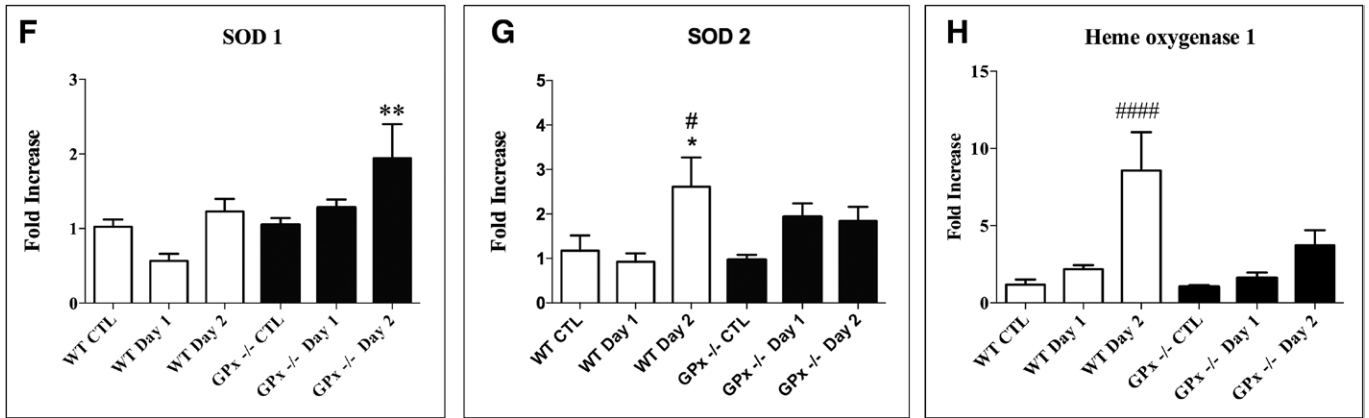 F
SOD 1
Fold Increase
3
2
1
0
**
WT CTL
WT Day 1
WT Day 2
GPx -/- CTL
GPx -/- Day 1
GPx -/- Day 2
G
SOD 2
Fold Increase
5
4
3
2
1
0
#
*
WT CTL
WT Day 1
WT Day 2
GPx -/- CTL
GPx -/- Day 1
GPx -/- Day 2
H
Heme oxygenase 1
Fold Increase
15
10
5
0
####
WT CTL
WT Day 1
WT Day 2
GPx -/- CTL
GPx -/- Day 1
GPx -/- Day 2